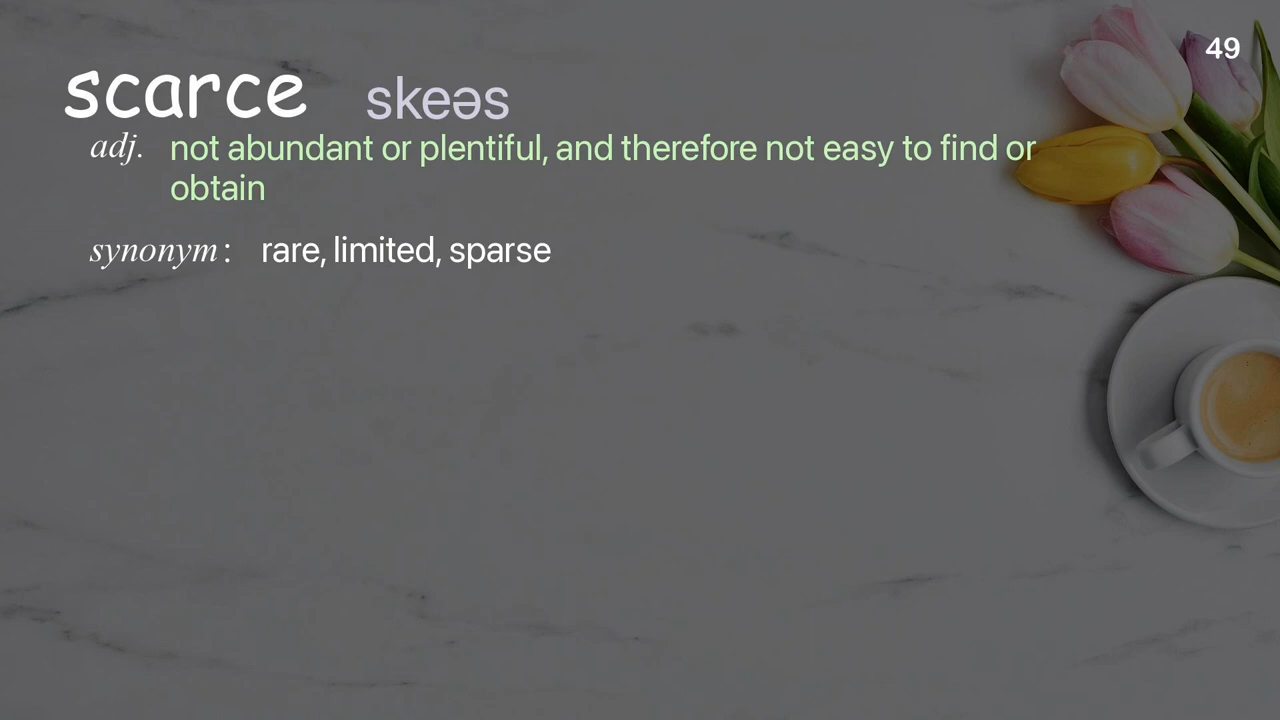 49
scarce skeəs
adj. not abundant or plentiful, and therefore not easy to find or
obtain
synonym: rare, limited, sparse